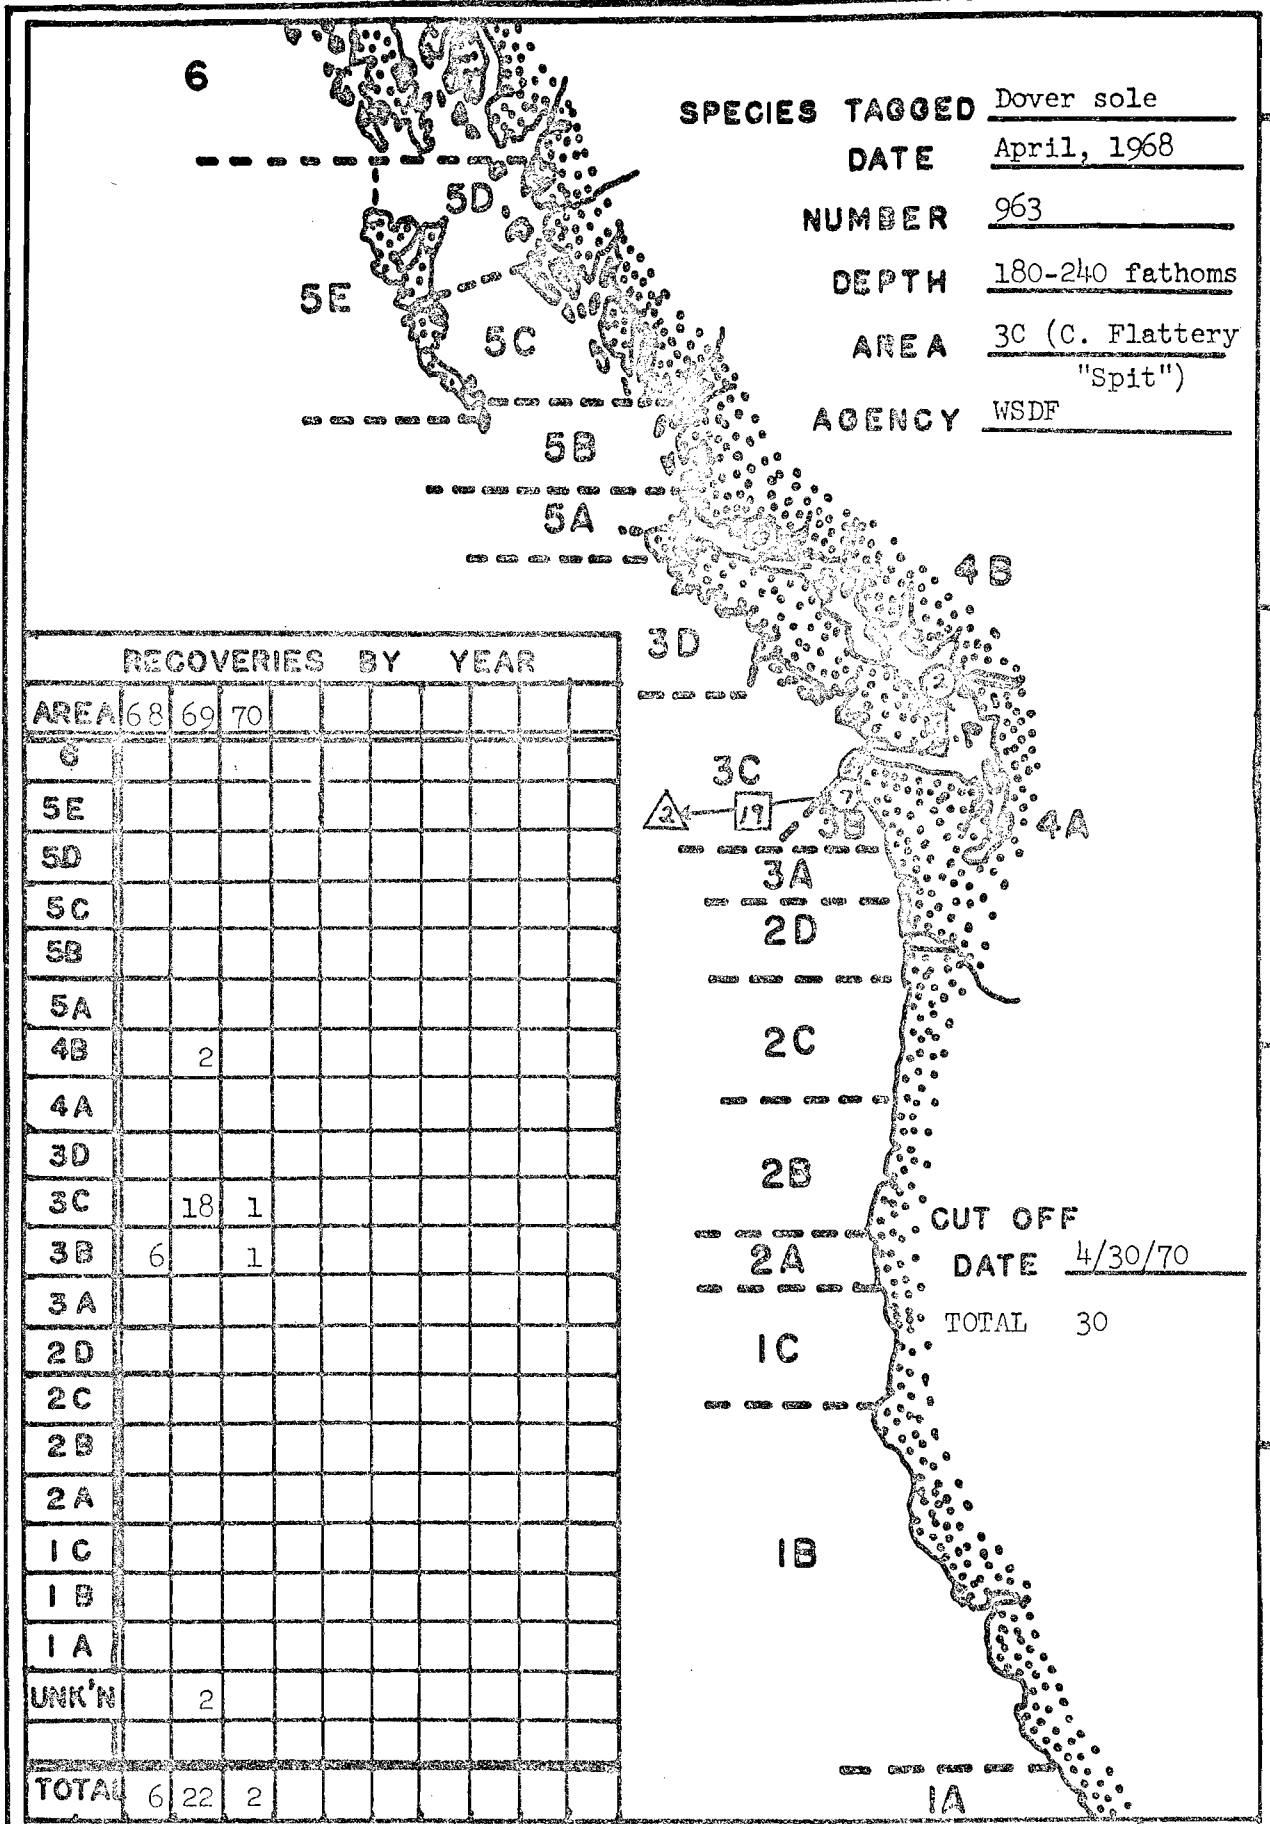 6
SPECIES TAGGED Dover sole
DATE April, 1968
NUMBER 963
DEPTH 180-240 fathoms
AREA 3C (C. Flattery
"Spit")
AGENCY WSDF
5D
5E
5C
5B
5A
4B
3D
2
3C
2 19 7
3B
4A
3A
2D
2C
2B
2A
1C
1B
1A
CUT OFF
DATE 4/30/70
TOTAL 30
RECOVERIES BY YEAR
AREA 68 69 70
6
5E
5D
5C
5B
5A
4B 2
4A
3D
3C 18 1
3B 6 1
3A
2D
2C
2B
2A
1C
1B
1A
UNK'N 2
TOTAL 6 22 2